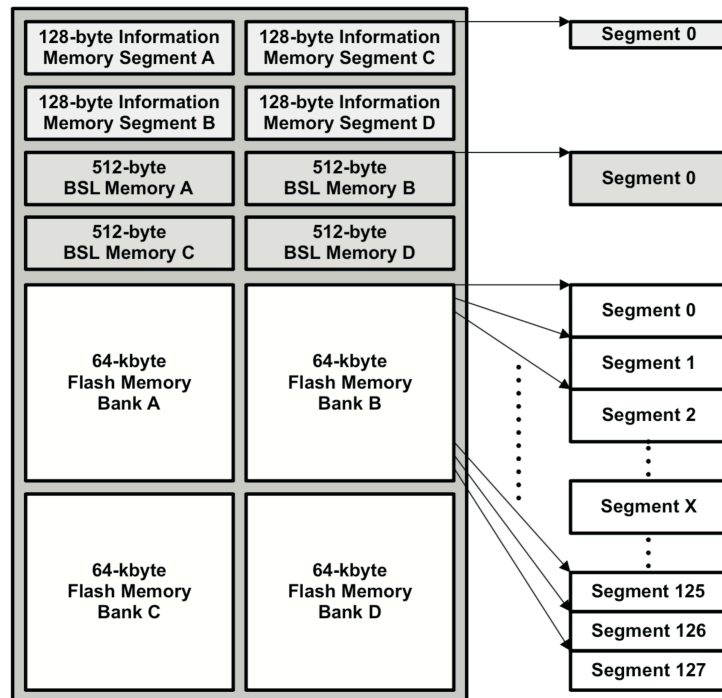 128-byte Information
Memory Segment A
128-byte Information
Memory Segment C
Segment 0
128-byte Information
Memory Segment B
128-byte Information
Memory Segment D
512-byte
BSL Memory A
512-byte
BSL Memory B
Segment 0
512-byte
BSL Memory C
512-byte
BSL Memory D
64-kbyte
Flash Memory
Bank A
64-kbyte
Flash Memory
Bank B
Segment 0
Segment 1
Segment 2
Segment X
64-kbyte
Flash Memory
Bank C
64-kbyte
Flash Memory
Bank D
Segment 125
Segment 126
Segment 127